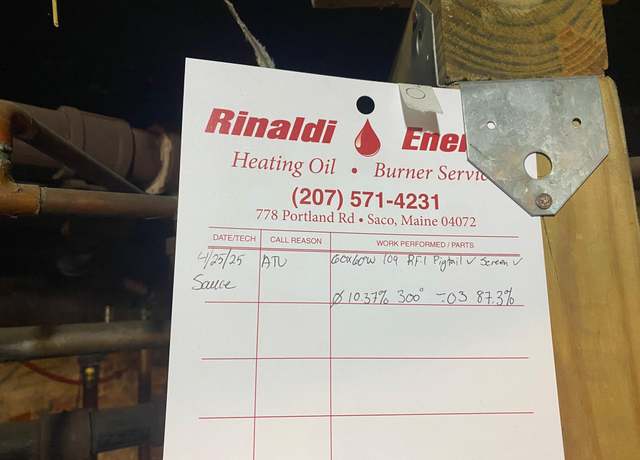 Rinaldi Ene
Heating Oil • Burner Servic
(207) 571-4231
778 Portland Rd • Saco, Maine 04072
DATE/TECH CALL REASON WORK PERFORMED / PARTS
4/25/25 ATU 60x60W 10g RF1 Pigtail ✓ Screen ✓
Sauce
Ø 10.37% 300° -.03 87.3%